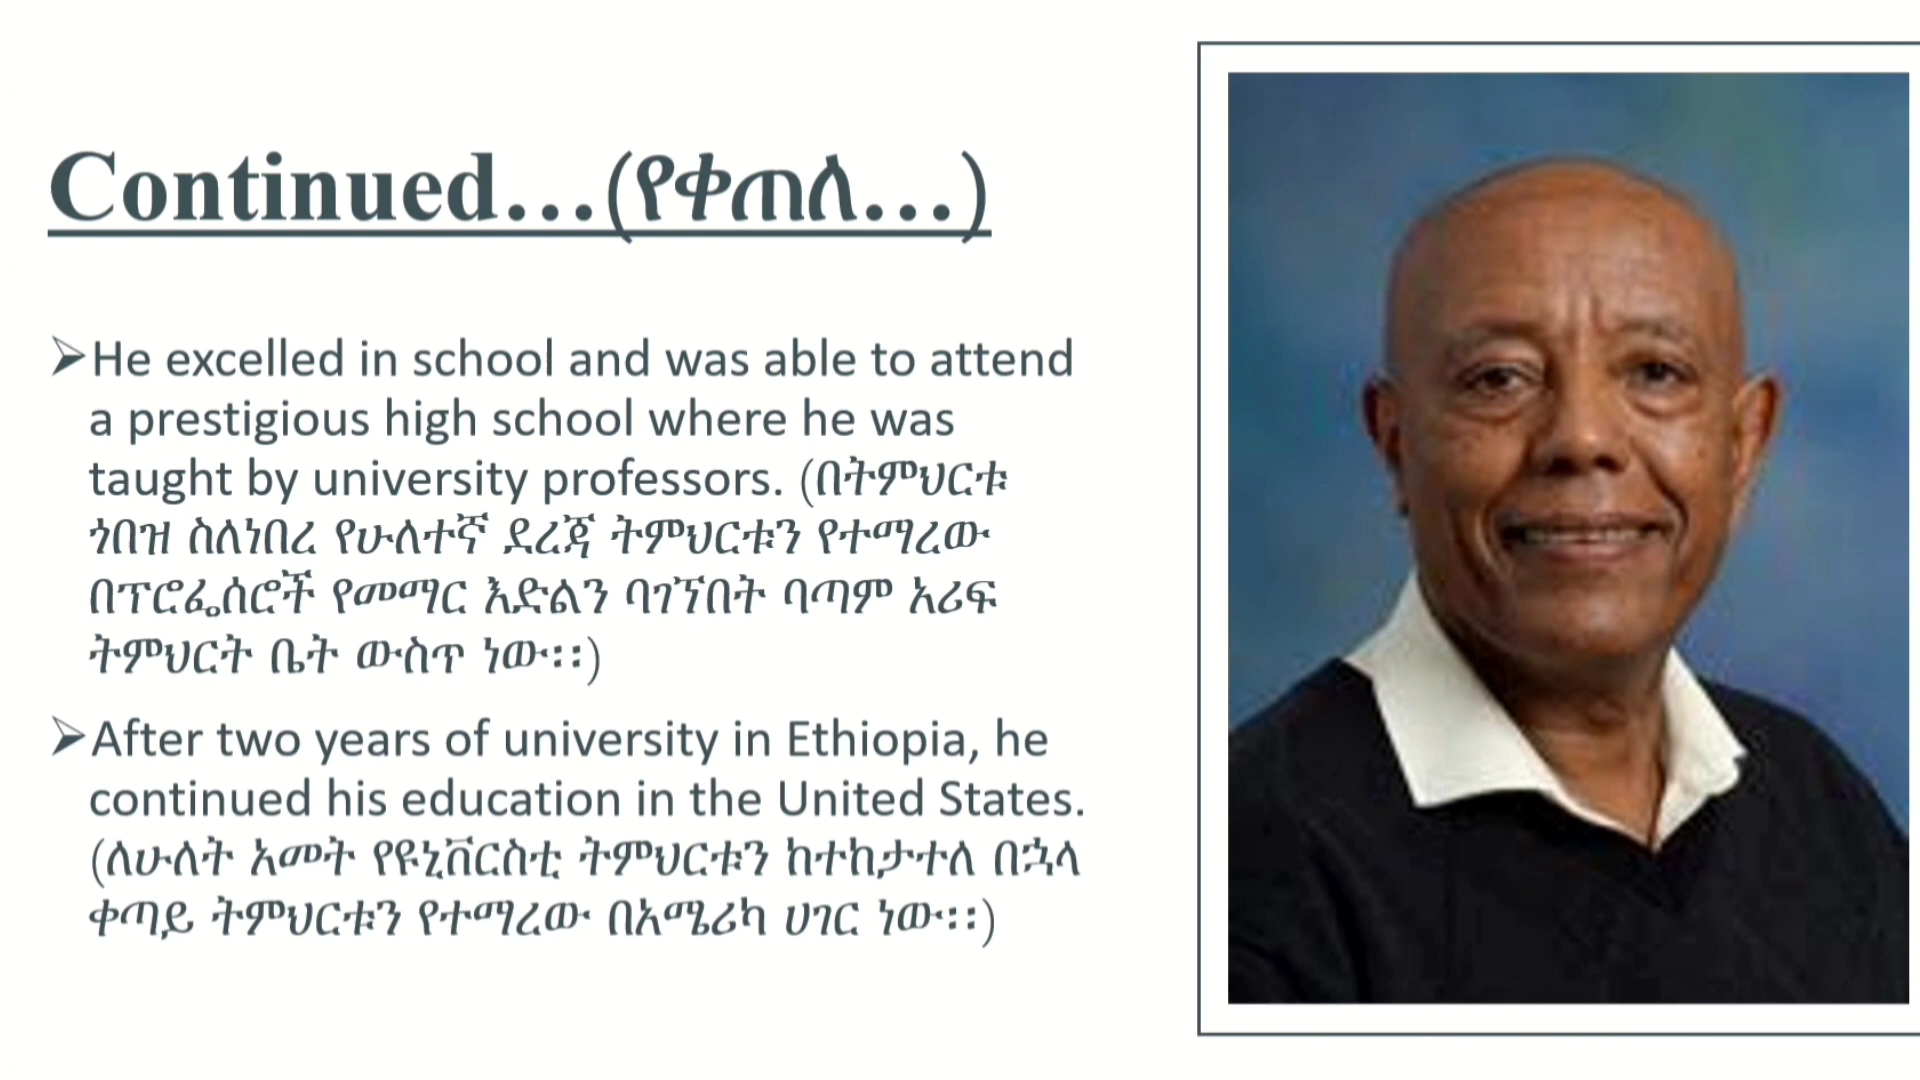 Continued…(የቀጠለ…)
➢He excelled in school and was able to attend
a prestigious high school where he was
taught by university professors. (በትምህርቱ
ጎበዝ ስለነበረ የሁለተኛ ደረጃ ትምህርቱን የተማረው
በፕሮፌሰሮች የመማር እድልን ባገኘበት ባጣም አሪፍ
ትምህርት ቤት ውስጥ ነው፡፡)
➢After two years of university in Ethiopia, he
continued his education in the United States.
(ለሁለት አመት የዩኒቨርስቲ ትምህርቱን ከተከታተለ በኋላ
ቀጣይ ትምህርቱን የተማረው በአሜሪካ ሀገር ነው፡፡)